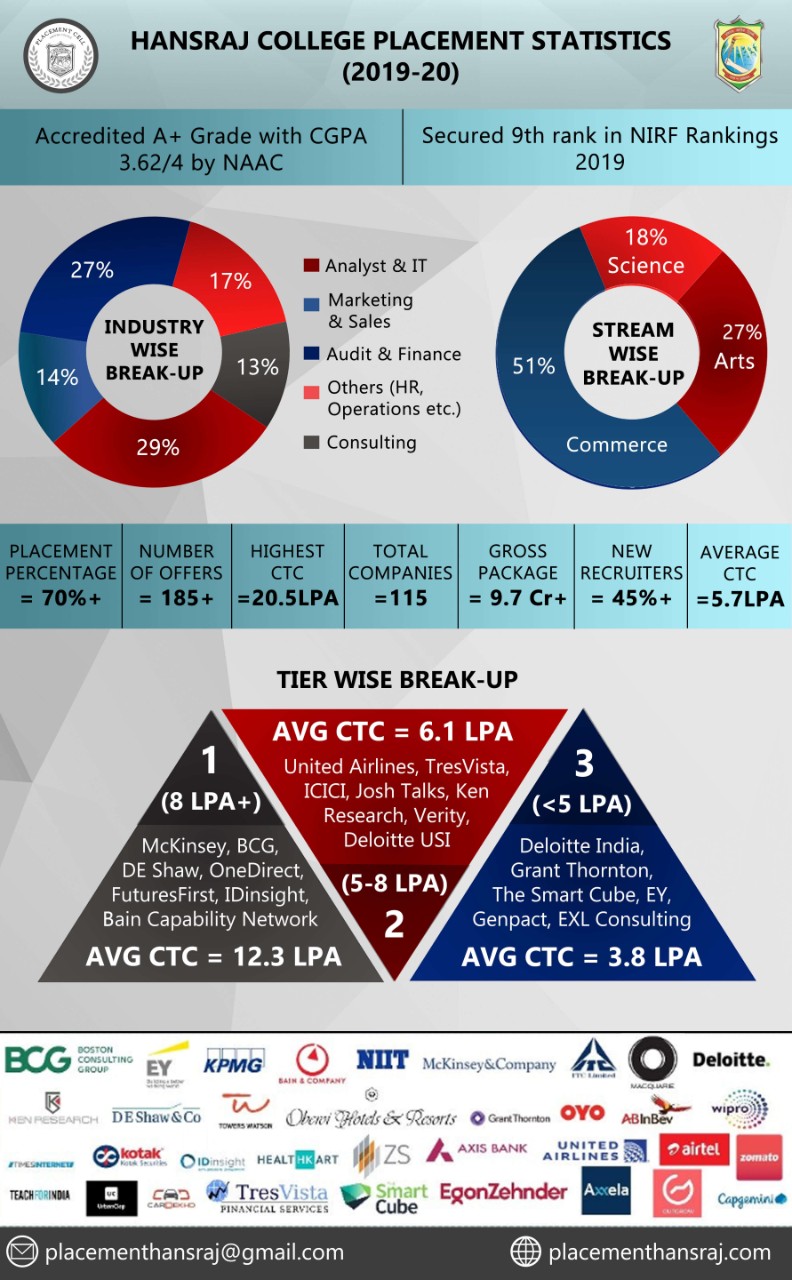 PLACEMENT CELL
HANSRAJ COLLEGE PLACEMENT STATISTICS
(2019-20)
Accredited A+ Grade with CGPA
3.62/4 by NAAC
Secured 9th rank in NIRF Rankings
2019
27%
17%
14%
13%
29%
INDUSTRY
WISE
BREAK-UP
Analyst & IT
Marketing
& Sales
Audit & Finance
Others (HR,
Operations etc.)
Consulting
18%
Science
27%
Arts
51%
Commerce
STREAM
WISE
BREAK-UP
PLACEMENT
PERCENTAGE
= 70%+
NUMBER
OF OFFERS
= 185+
HIGHEST
CTC
=20.5LPA
TOTAL
COMPANIES
=115
GROSS
PACKAGE
= 9.7 Cr+
NEW
RECRUITERS
= 45%+
AVERAGE
CTC
=5.7LPA
TIER WISE BREAK-UP
1
(8 LPA+)
McKinsey, BCG,
DE Shaw, OneDirect,
FuturesFirst, IDinsight,
Bain Capability Network
AVG CTC = 12.3 LPA
AVG CTC = 6.1 LPA
United Airlines, TresVista,
ICICI, Josh Talks, Ken
Research, Verity,
Deloitte USI
(5-8 LPA)
2
3
(<5 LPA)
Deloitte India,
Grant Thornton,
The Smart Cube, EY,
Genpact, EXL Consulting
AVG CTC = 3.8 LPA
BCG
BOSTON
CONSULTING
GROUP
EY
Building a better
working world
KPMG
BAIN & COMPANY
NIIT
McKinsey&Company
ITC Limited
MACQUARIE
Deloitte.
KEN RESEARCH
DE Shaw & Co
TOWERS WATSON
Oberoi Hotels & Resorts
Grant Thornton
OYO
ABInBev
wipro
TIMES INTERNET
kotak
Kotak Securities
IDinsight
HEALTHKART
ZS
AXIS BANK
UNITED
AIRLINES
airtel
zomato
TEACHFORINDIA
UC
UrbanClap
CARDEKHO
TresVista
FINANCIAL SERVICES
The
Smart
Cube
EgonZehnder
Axxela
OUTGROW
Capgemini
placementhansraj@gmail.com
placementhansraj.com